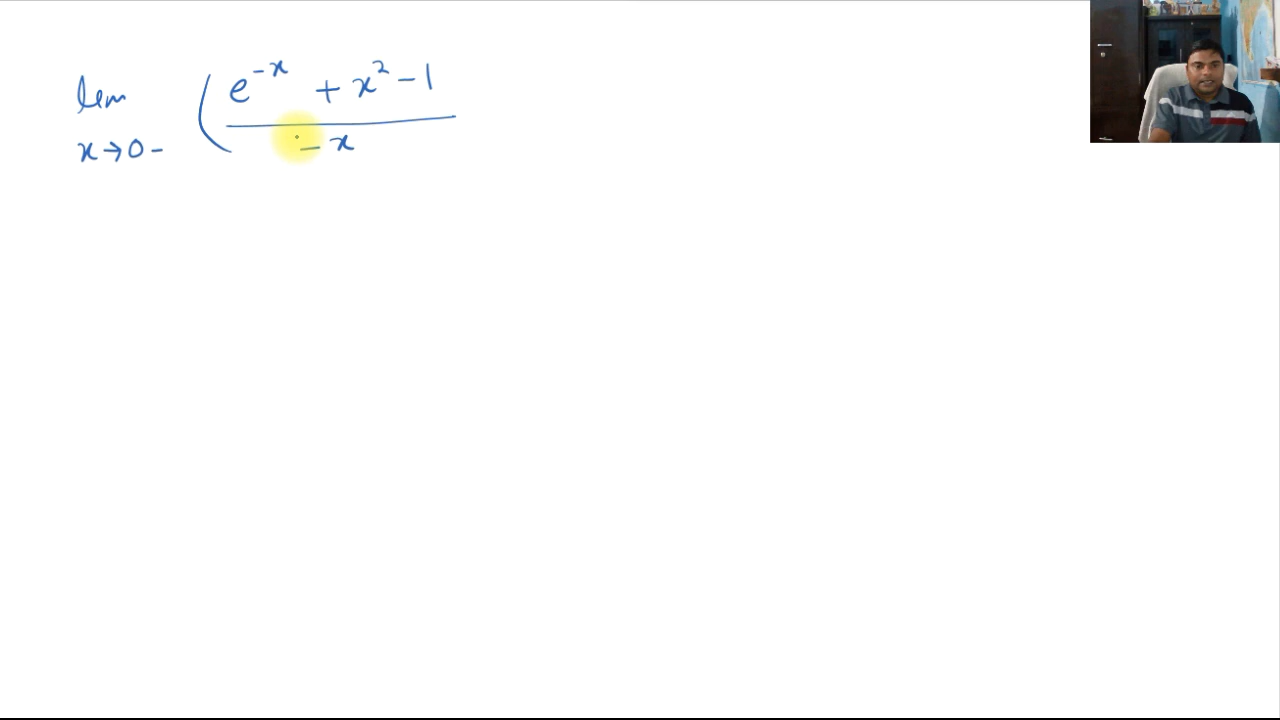 lim ( e^{-x} + x^2 - 1
x→0- - x